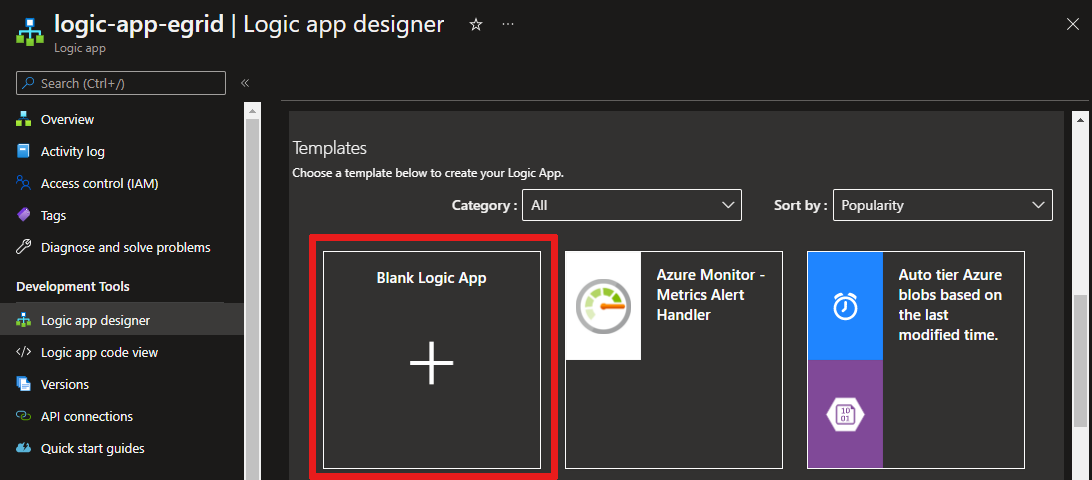 logic-app-egrid | Logic app designer
Logic app
Search (Ctrl+/)
Overview
Activity log
Access control (IAM)
Tags
Diagnose and solve problems
Development Tools
Logic app designer
Logic app code view
Versions
API connections
Quick start guides
Templates
Choose a template below to create your Logic App.
Category : All
Sort by : Popularity
Blank Logic App
Azure Monitor -
Metrics Alert
Handler
Auto tier Azure
blobs based on
the last
modified time.
10
01